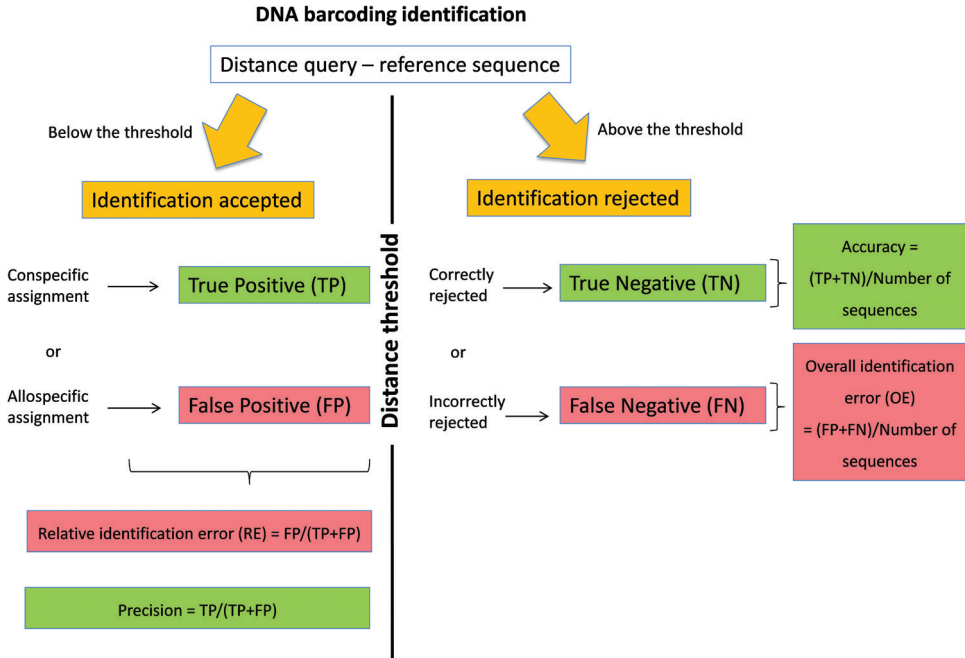 DNA barcoding identification
Distance query – reference sequence
Below the threshold
Above the threshold
Identification accepted
Identification rejected
Distance threshold
Conspecific
assignment
True Positive (TP)
or
Allospecific
assignment
False Positive (FP)
Relative identification error (RE) = FP/(TP+FP)
Precision = TP/(TP+FP)
Correctly
rejected
True Negative (TN)
or
Incorrectly
rejected
False Negative (FN)
Accuracy =
(TP+TN)/Number of
sequences
Overall identification
error (OE)
= (FP+FN)/Number of
sequences